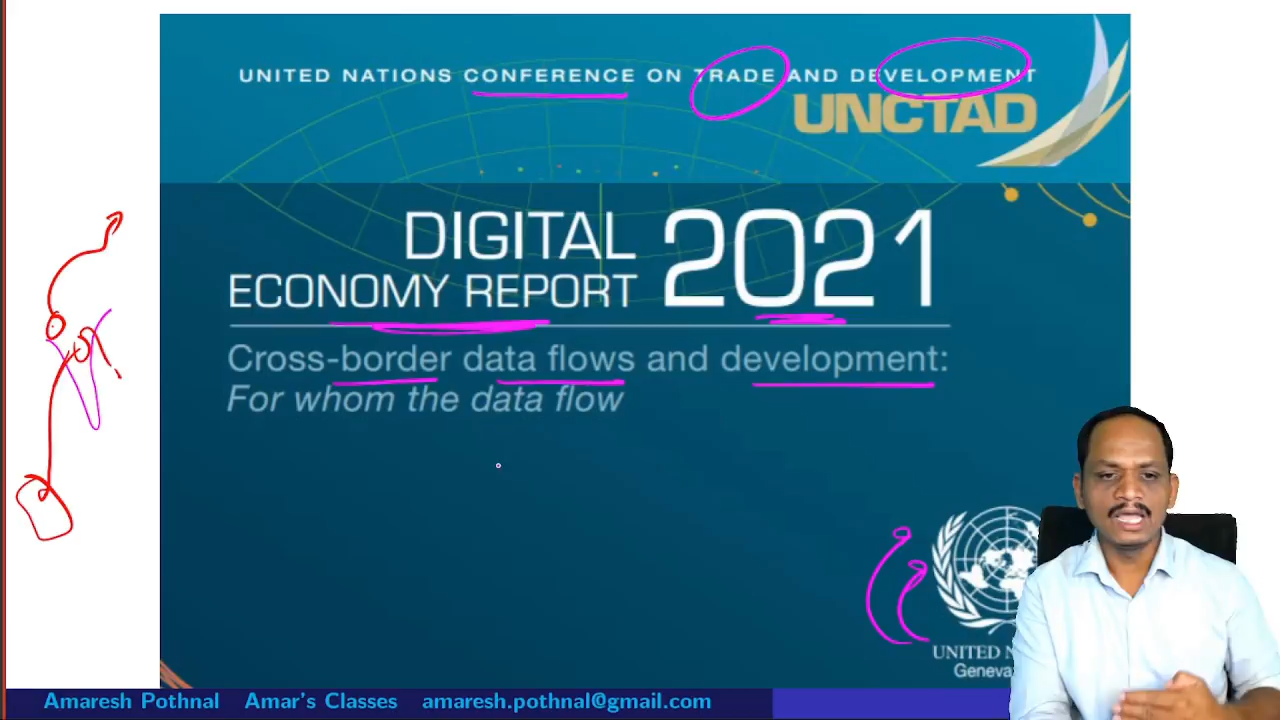 UNITED NATIONS CONFERENCE ON TRADE AND DEVELOPMENT
UNCTAD
DIGITAL
ECONOMY REPORT 2021
Cross-border data flows and development:
For whom the data flow
UNITED
Geneva
Amaresh Pothnal Amar's Classes amaresh.pothnal@gmail.com